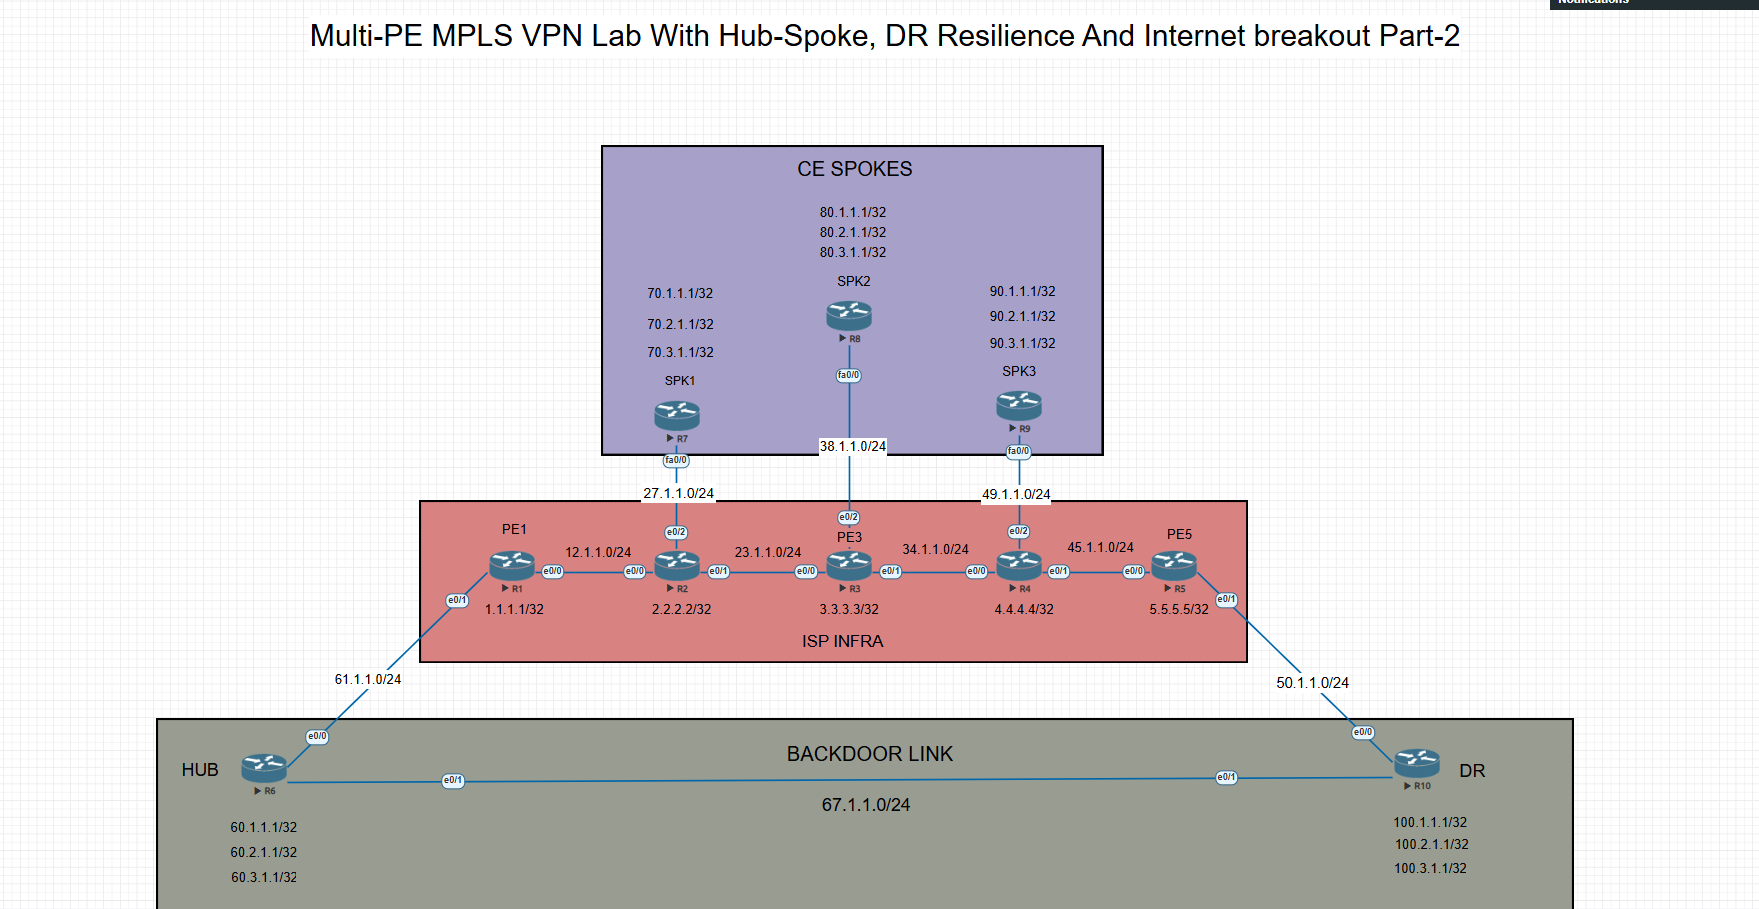 Notifications
Multi-PE MPLS VPN Lab With Hub-Spoke, DR Resilience And Internet breakout Part-2
CE SPOKES
80.1.1.1/32
80.2.1.1/32
80.3.1.1/32
SPK2
R8
fa0/0
70.1.1.1/32
70.2.1.1/32
70.3.1.1/32
SPK1
R7
fa0/0
90.1.1.1/32
90.2.1.1/32
90.3.1.1/32
SPK3
R9
fa0/0
38.1.1.0/24
27.1.1.0/24
49.1.1.0/24
e0/2
e0/2
e0/2
PE1
PE3
PE5
12.1.1.0/24
23.1.1.0/24
34.1.1.0/24
45.1.1.0/24
e0/0
e0/0
e0/1
e0/0
e0/1
e0/0
e0/1
e0/0
R1
R2
R3
R4
R5
e0/1
e0/1
1.1.1.1/32
2.2.2.2/32
3.3.3.3/32
4.4.4.4/32
5.5.5.5/32
ISP INFRA
61.1.1.0/24
50.1.1.0/24
e0/0
e0/0
BACKDOOR LINK
HUB
R6
e0/1
e0/1
R10
DR
67.1.1.0/24
60.1.1.1/32
60.2.1.1/32
60.3.1.1/32
100.1.1.1/32
100.2.1.1/32
100.3.1.1/32